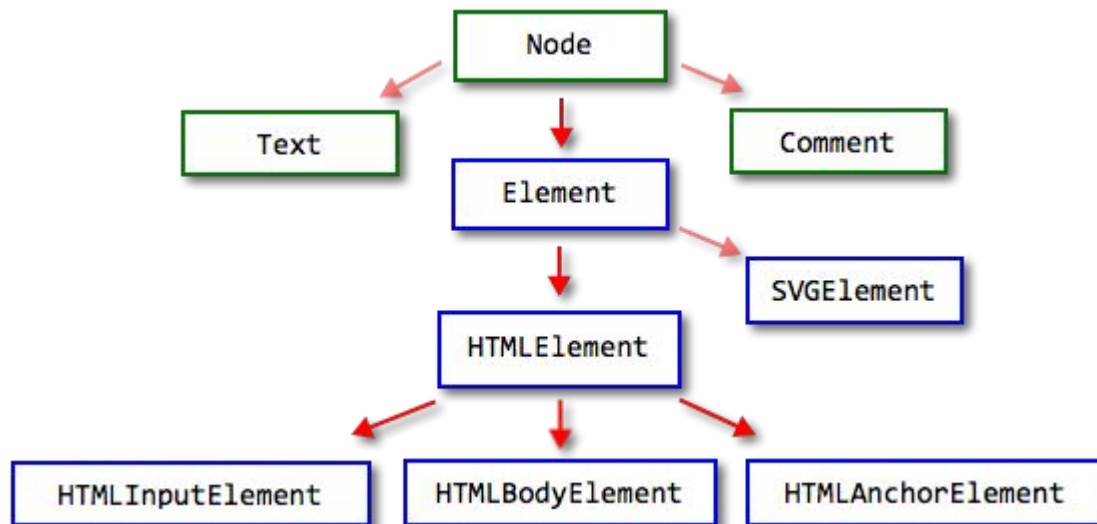 Node
Text
Comment
Element
SVGElement
HTMLElement
HTMLInputElement
HTMLBodyElement
HTMLAnchorElement